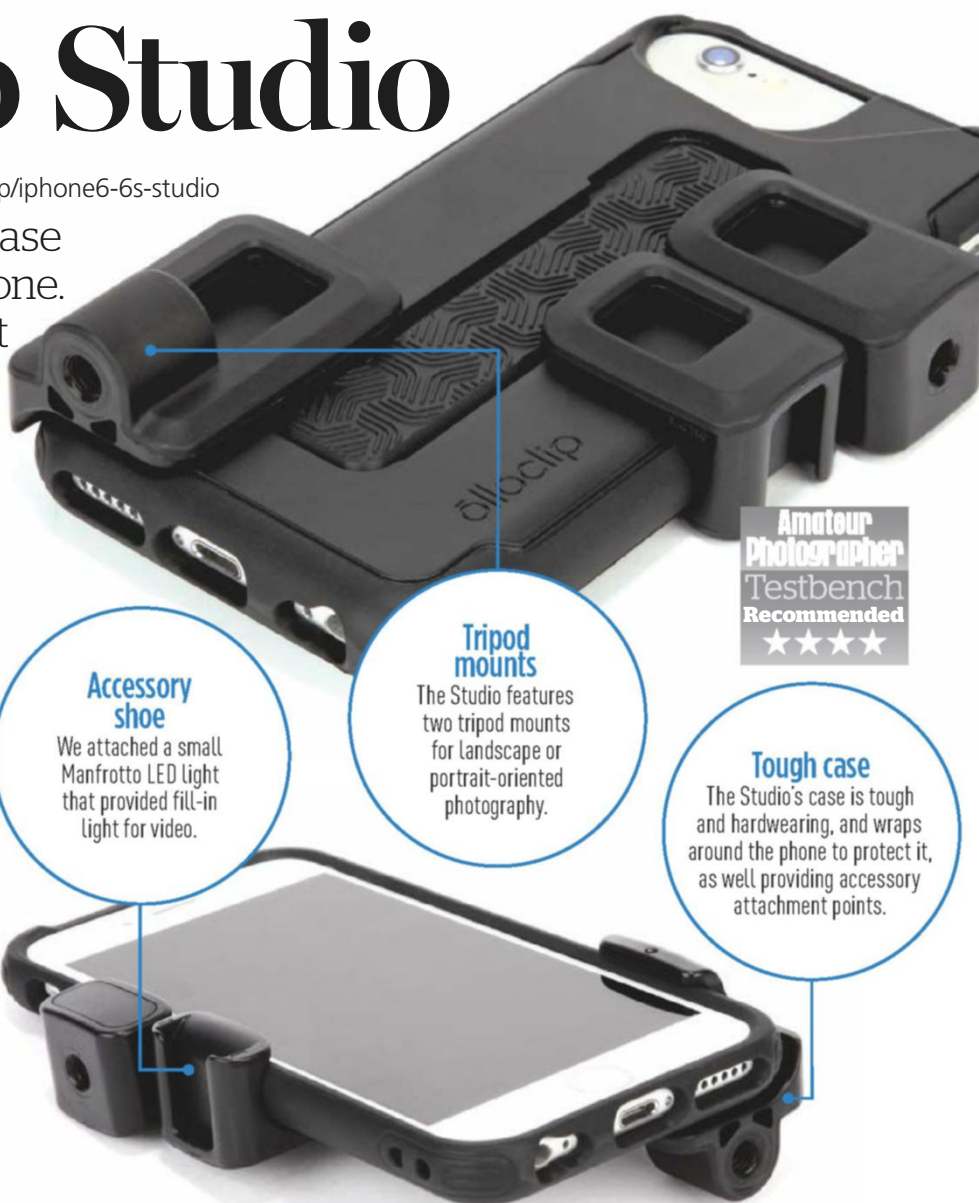 Studio
p/iphone6-6s-studio
ase
one.
t
ōlloclip
Amateur
Photographer
Testbench
Recommended
Tripod
mounts
The Studio features
two tripod mounts
for landscape or
portrait-oriented
photography.
Accessory
shoe
We attached a small
Manfrotto LED light
that provided fill-in
light for video.
Tough case
The Studio's case is tough
and hardwearing, and wraps
around the phone to protect it,
as well providing accessory
attachment points.